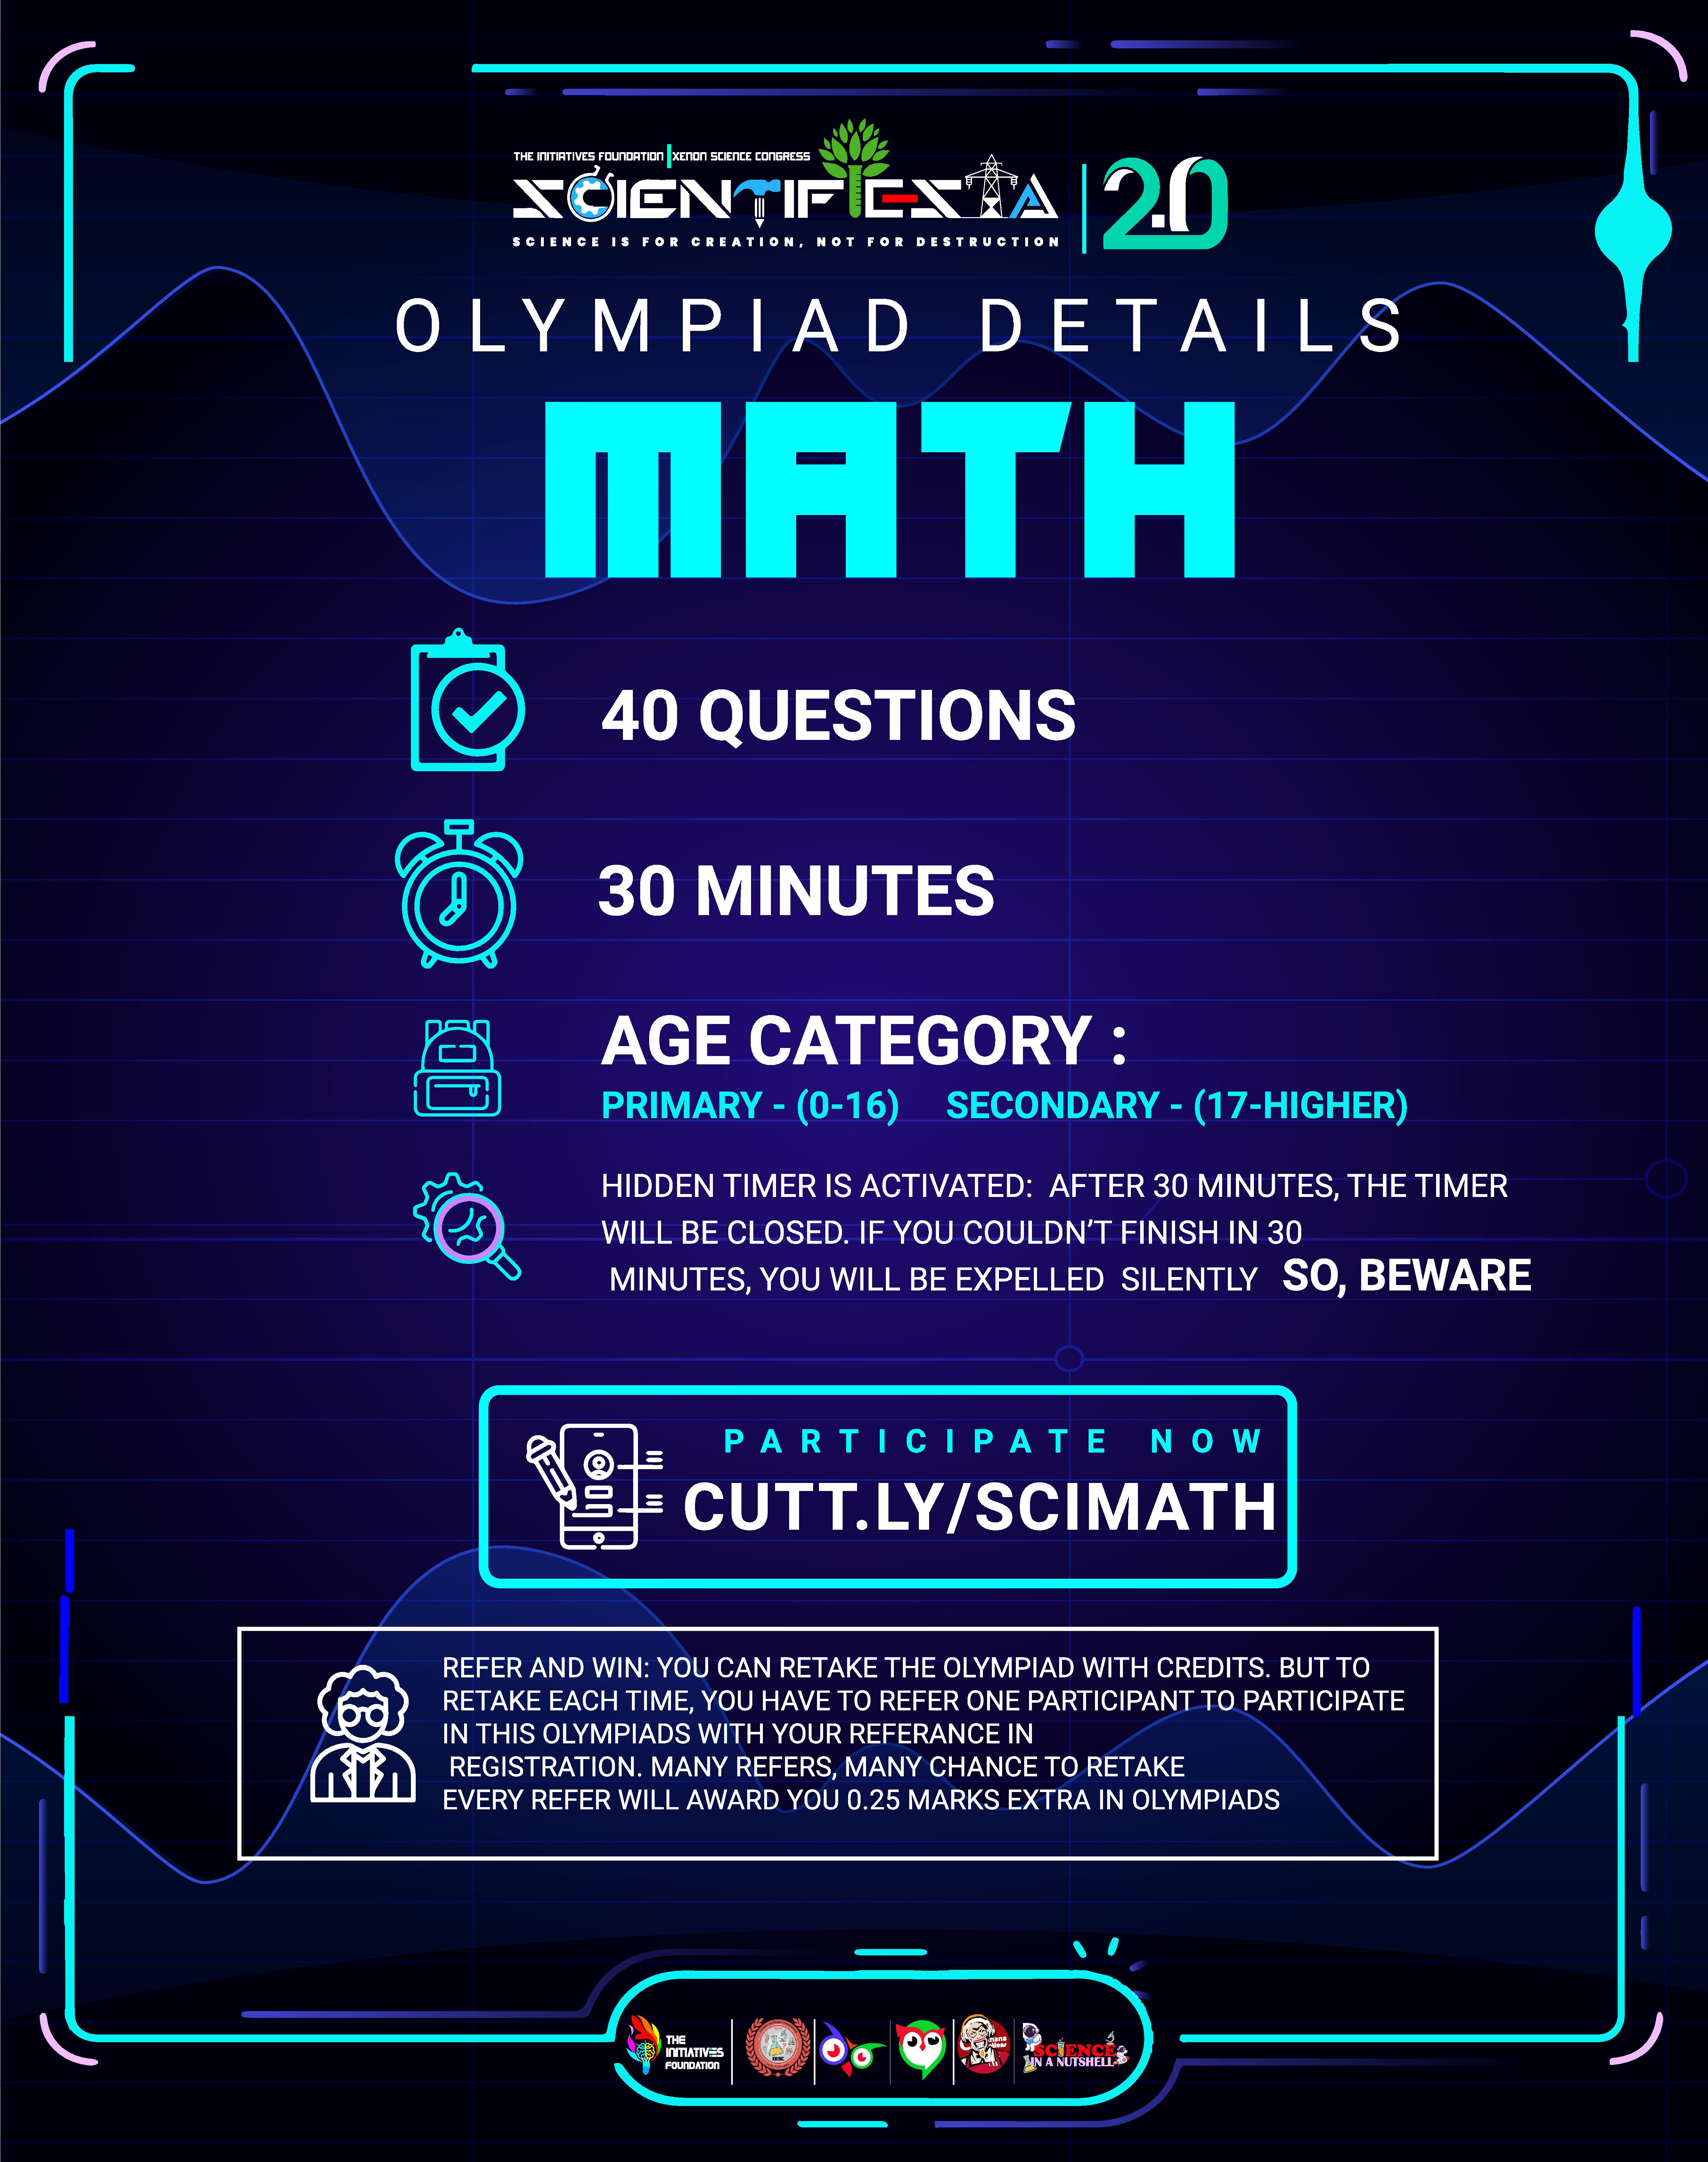 THE INITIATIVES FOUNDATION | XENON SCIENCE CONGRESS
SCIENTIFIESTA | 2.0
SCIENCE IS FOR CREATION, NOT FOR DESTRUCTION
OLYMPIAD DETAILS
MATH
40 QUESTIONS
30 MINUTES
AGE CATEGORY :
PRIMARY - (0-16) SECONDARY - (17-HIGHER)
HIDDEN TIMER IS ACTIVATED: AFTER 30 MINUTES, THE TIMER
WILL BE CLOSED. IF YOU COULDN'T FINISH IN 30
MINUTES, YOU WILL BE EXPELLED SILENTLY SO, BEWARE
PARTICIPATE NOW
CUTT.LY/SCIMATH
REFER AND WIN: YOU CAN RETAKE THE OLYMPIAD WITH CREDITS. BUT TO
RETAKE EACH TIME, YOU HAVE TO REFER ONE PARTICIPANT TO PARTICIPATE
IN THIS OLYMPIADS WITH YOUR REFERANCE IN
REGISTRATION. MANY REFERS, MANY CHANCE TO RETAKE
EVERY REFER WILL AWARD YOU 0.25 MARKS EXTRA IN OLYMPIADS
THE
INITIATIVES
FOUNDATION
SCIENCE
IN A NUTSHELL